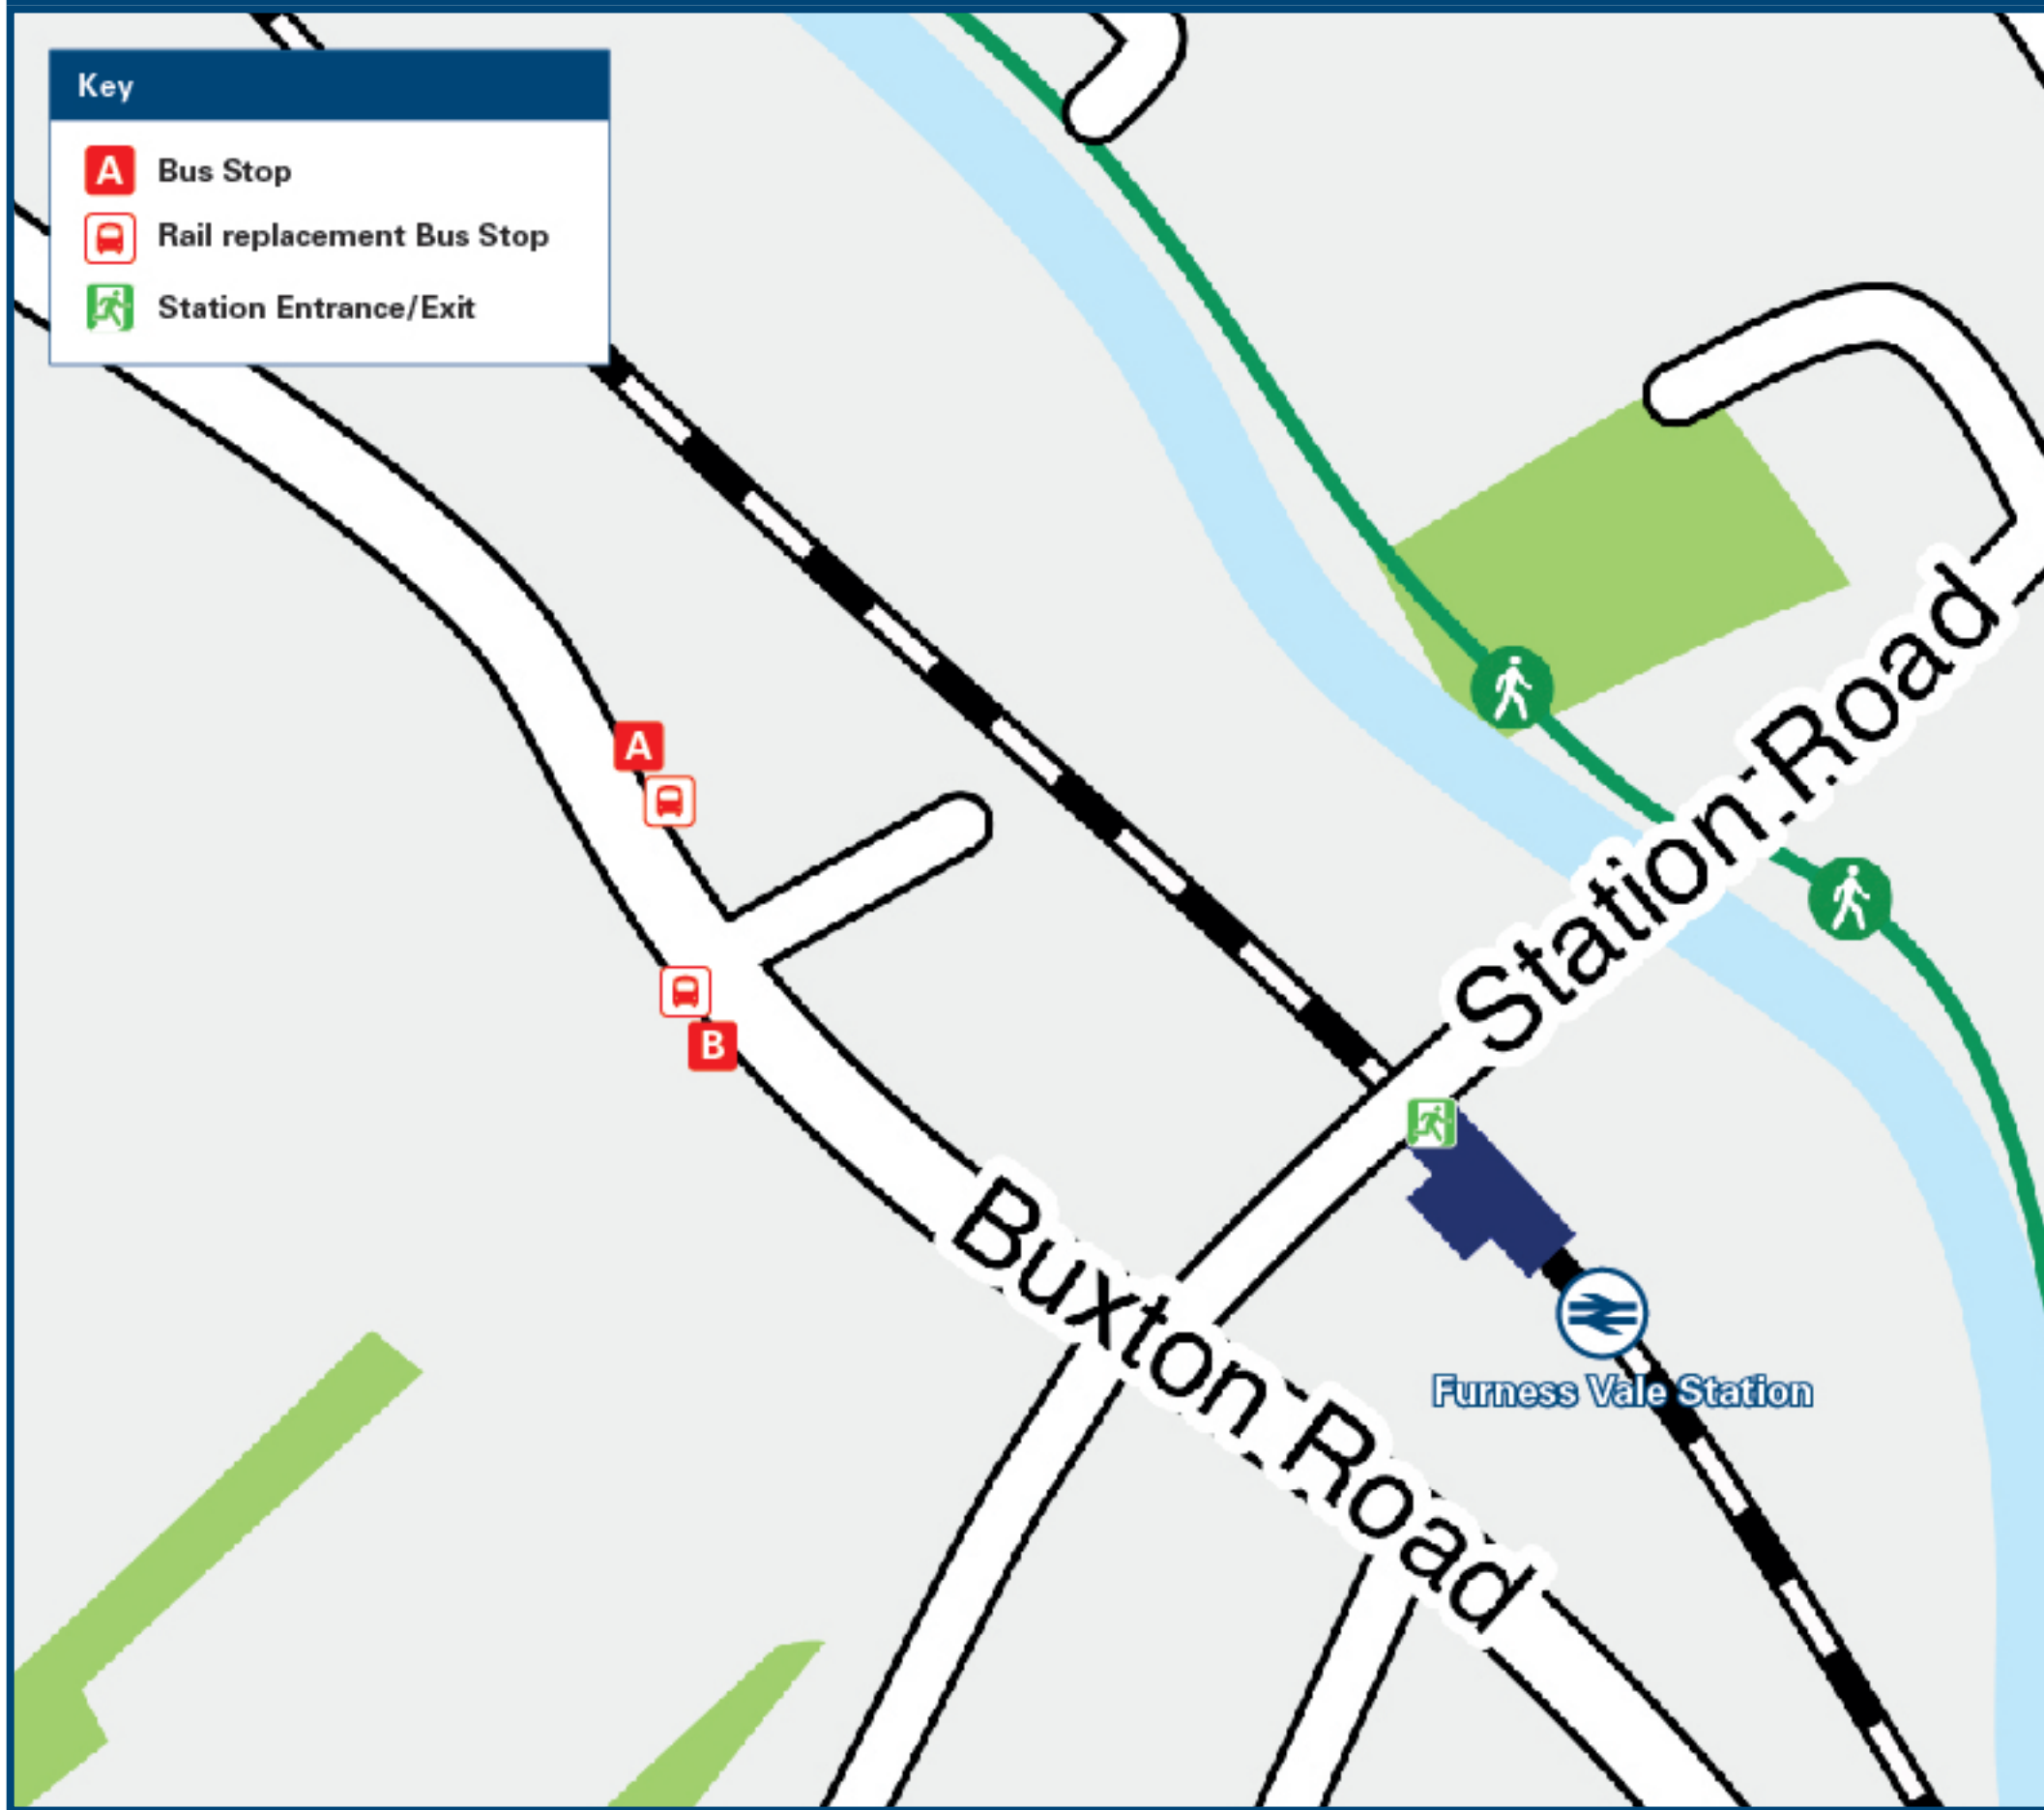 Key
A Bus Stop
Rail replacement Bus Stop
Station Entrance/Exit
A
B
Station Road
Buxton Road
Furness Vale Station